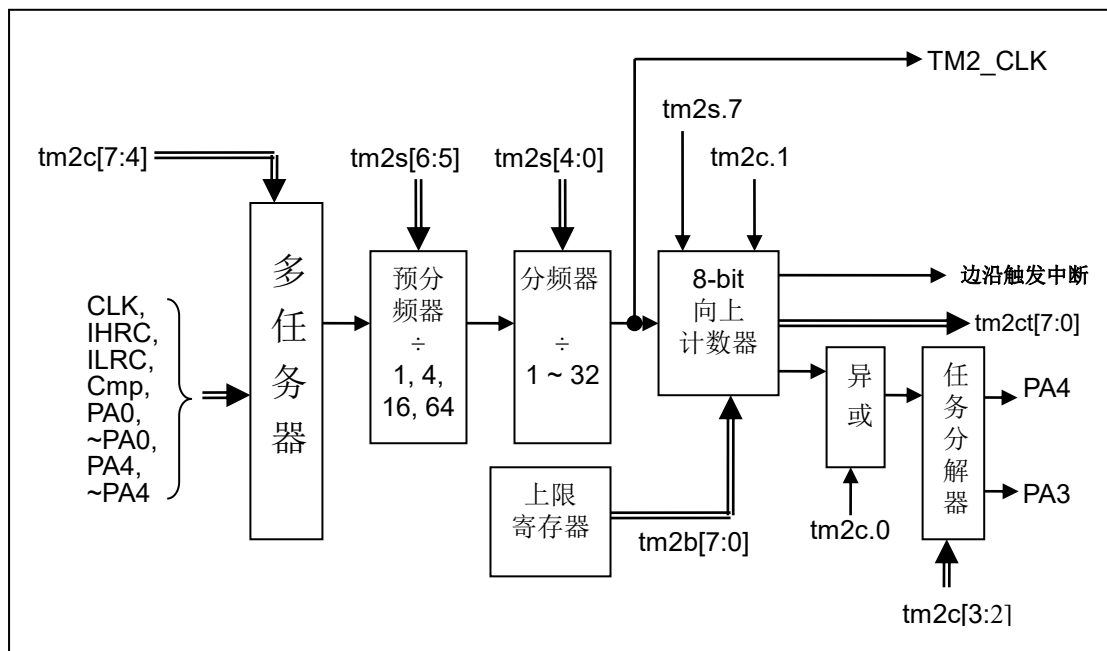 TM2_CLK
tm2s.7
tm2c[7:4]
tm2s[6:5]
tm2s[4:0]
tm2c.1
多
任
务
器
预分
频器
÷
1, 4,
16, 64
分频器
÷
1 ~ 32
8-bit
向上
计数器
边沿触发中断
tm2ct[7:0]
CLK,
IHRC,
ILRC,
Cmp,
PA0,
~PA0,
PA4,
~PA4
异
或
任
务
分
解
器
PA4
PA3
上限
寄存器
tm2b[7:0]
tm2c.0
tm2c[3:2]